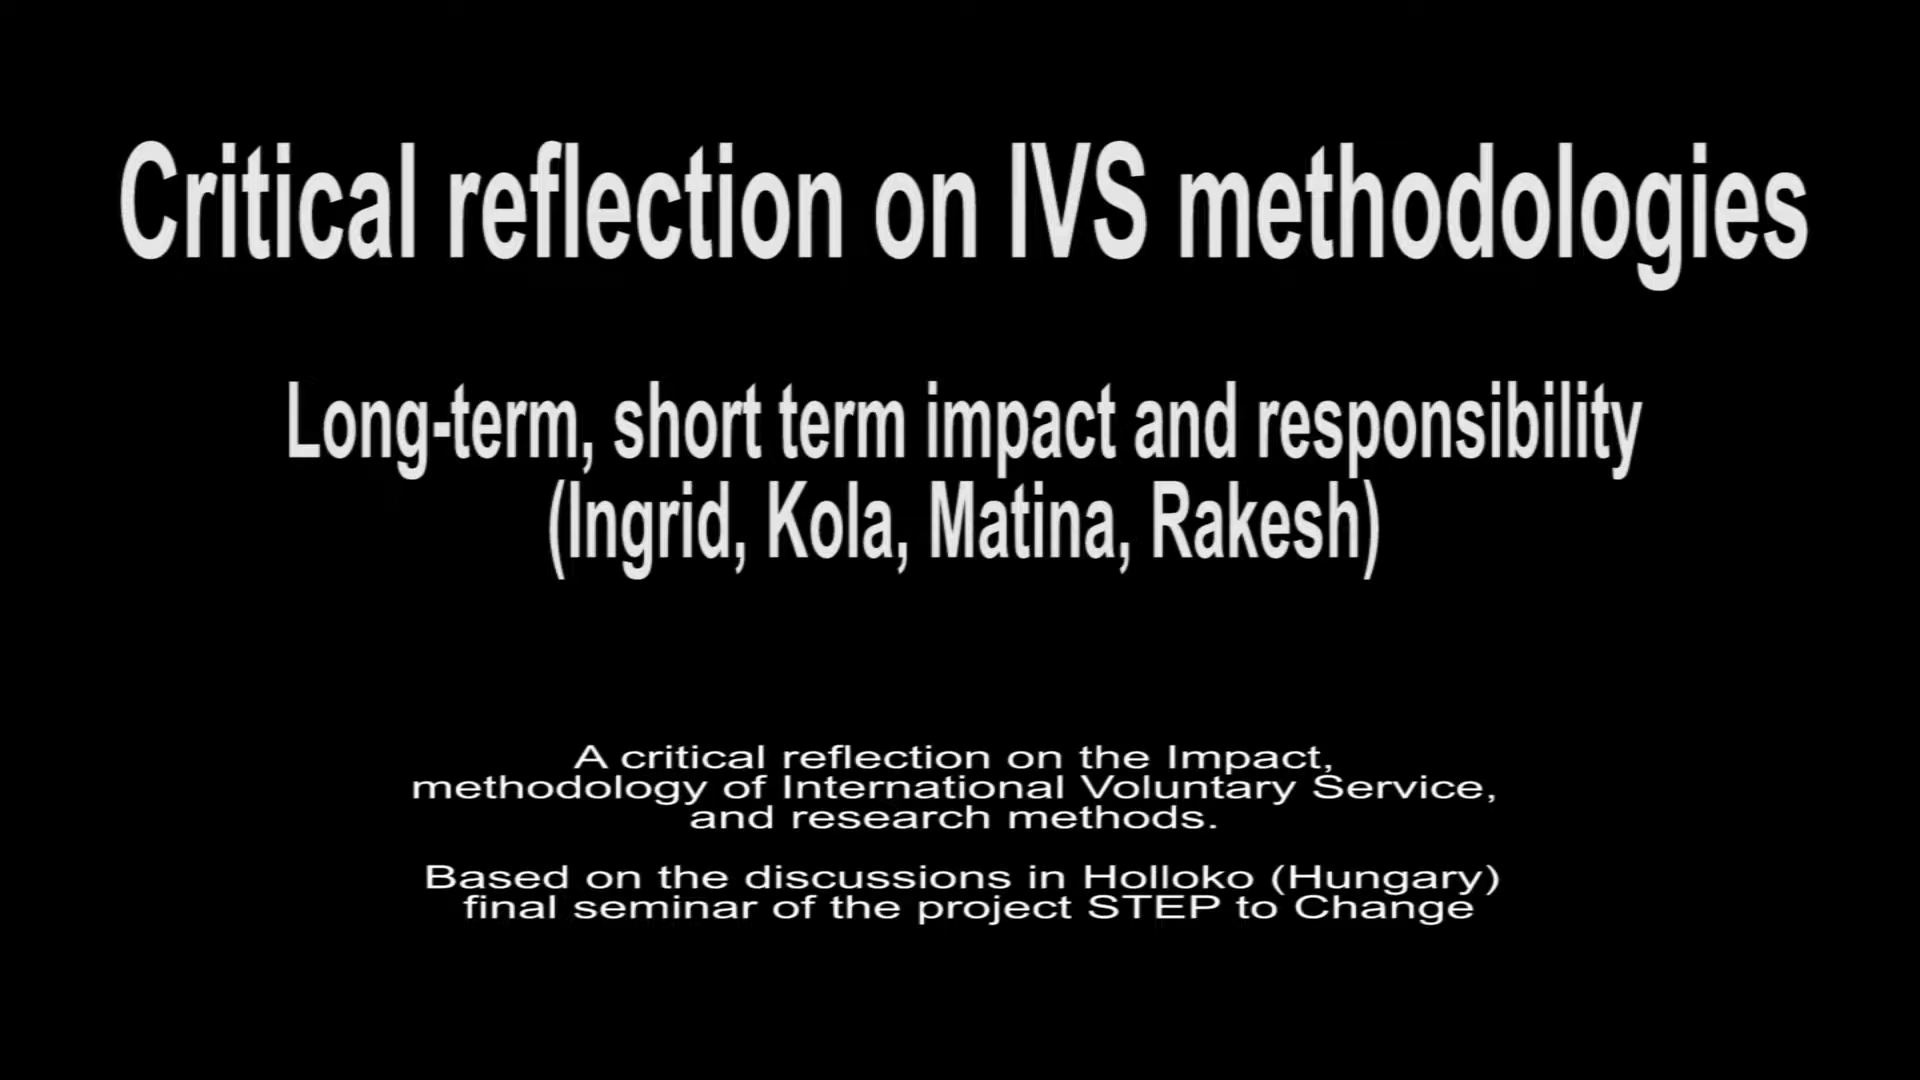 Critical reflection on IVS methodologies
Long-term, short term impact and responsibility
(Ingrid, Kola, Matina, Rakesh)
A critical reflection on the Impact,
methodology of International Voluntary Service,
and research methods.
Based on the discussions in Holloko (Hungary)
final seminar of the project STEP to Change